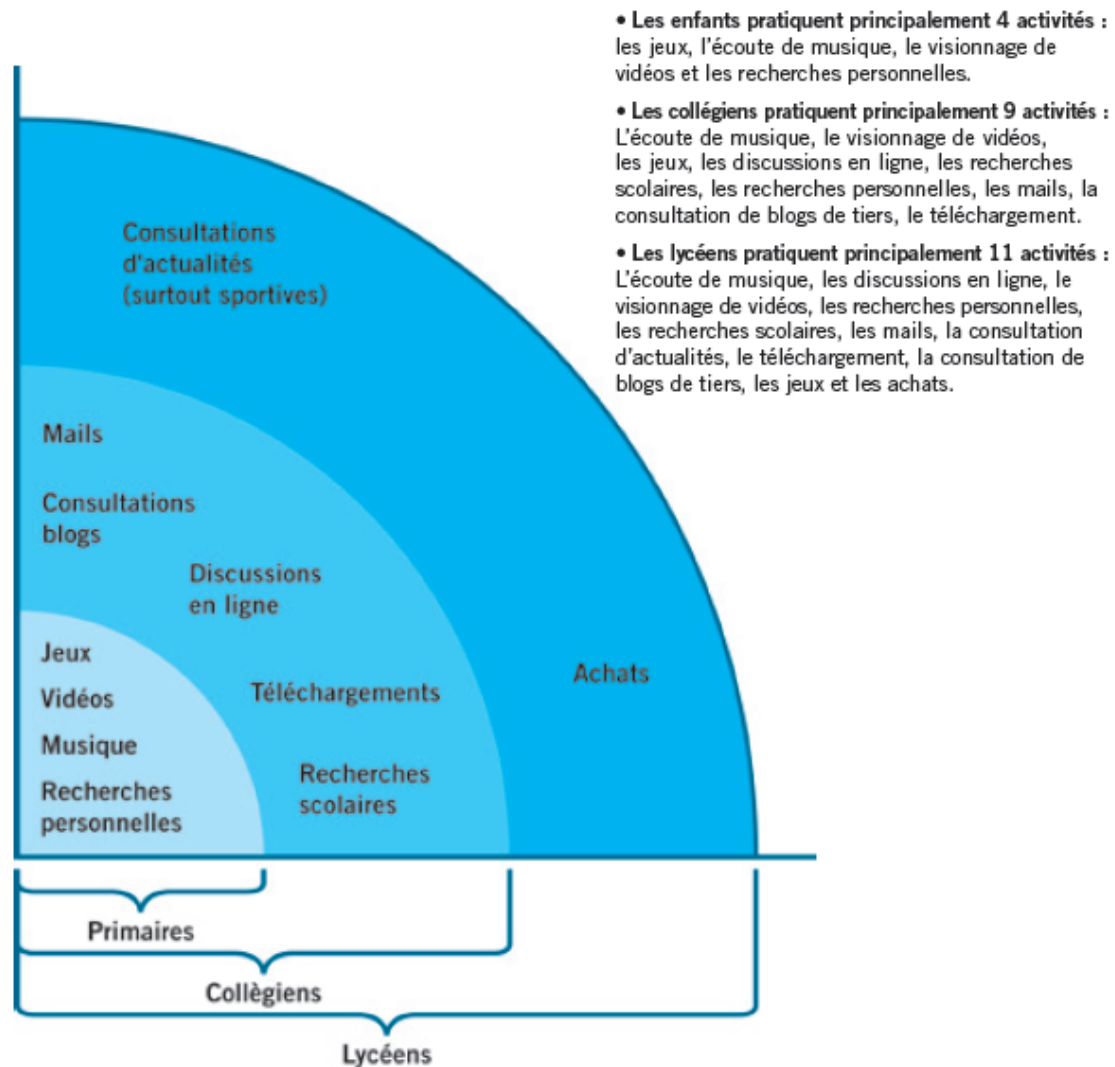 • Les enfants pratiquent principalement 4 activités :
les jeux, l'écoute de musique, le visionnage de
vidéos et les recherches personnelles.
• Les collégiens pratiquent principalement 9 activités :
L'écoute de musique, le visionnage de vidéos,
les jeux, les discussions en ligne, les recherches
scolaires, les recherches personnelles, les mails, la
consultation de blogs de tiers, le téléchargement.
• Les lycéens pratiquent principalement 11 activités :
L'écoute de musique, les discussions en ligne, le
visionnage de vidéos, les recherches personnelles,
les recherches scolaires, les mails, la consultation
d'actualités, le téléchargement, la consultation de
blogs de tiers, les jeux et les achats.
Consultations
d'actualités
(surtout sportives)
Mails
Consultations
blogs
Discussions
en ligne
Jeux
Vidéos
Musique
Recherches
personnelles
Téléchargements
Recherches
scolaires
Achats
Primaires
Collègiens
Lycéens